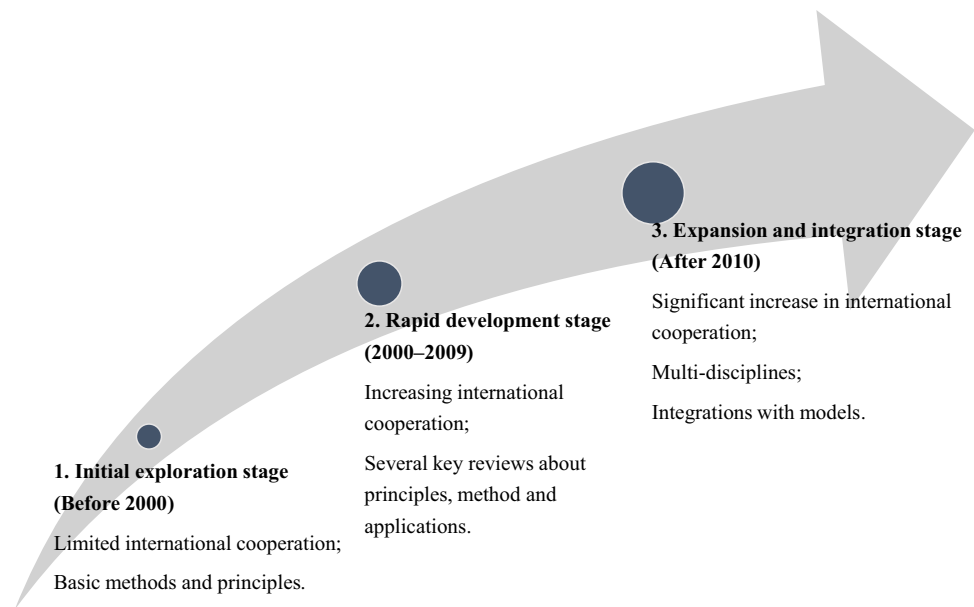 1. Initial exploration stage
(Before 2000)
Limited international cooperation;
Basic methods and principles.
2. Rapid development stage
(2000–2009)
Increasing international
cooperation;
Several key reviews about
principles, method and
applications.
3. Expansion and integration stage
(After 2010)
Significant increase in international
cooperation;
Multi-disciplines;
Integrations with models.